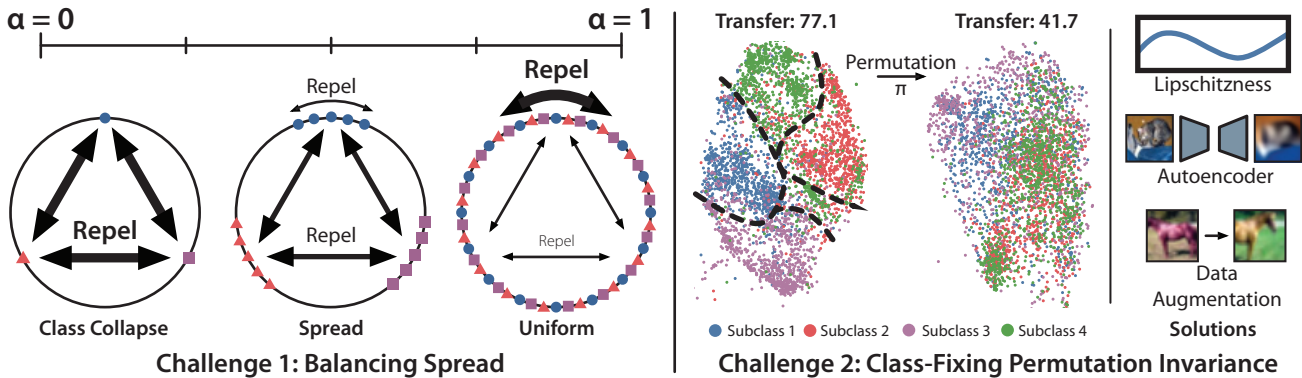 α = 0
α = 1
Repel
Repel
Repel
Repel
Repel
Class Collapse
Spread
Uniform
Challenge 1: Balancing Spread
Transfer: 77.1
Transfer: 41.7
Permutation
π
Subclass 1
Subclass 2
Subclass 3
Subclass 4
Lipschitzness
Autoencoder
Data
Augmentation
Solutions
Challenge 2: Class-Fixing Permutation Invariance